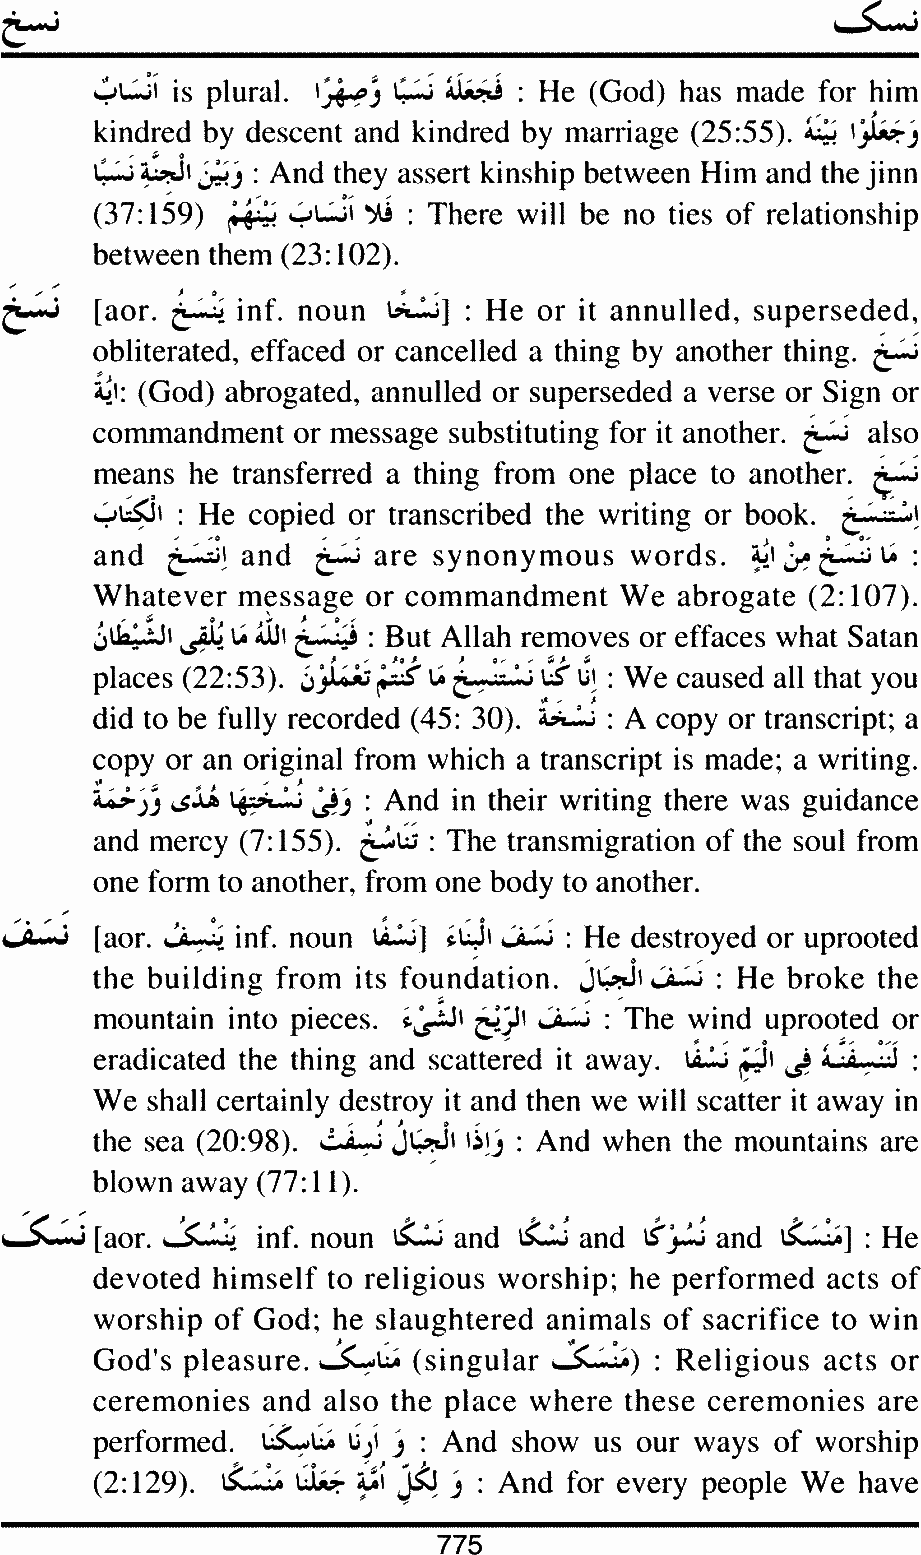 نسخ نسک
اَنْسَابٌ is plural. فَجَعَلَهٗ نَسَبًا وَّصِهْرًا : He (God) has made for him
kindred by descent and kindred by marriage (25:55). وَجَعَلُوْا بَيْنَهٗ
وَبَيْنَ الْجِنَّةِ نَسَبًا : And they assert kinship between Him and the jinn
(37:159) فَلَا اَنْسَابَ بَيْنَهُمْ : There will be no ties of relationship
between them (23:102).
نَسَخَ [aor. يَنْسَخُ inf. noun نَسْخًا] : He or it annulled, superseded,
obliterated, effaced or cancelled a thing by another thing. نَسَخَ
اٰيَةً: (God) abrogated, annulled or superseded a verse or Sign or
commandment or message substituting for it another. نَسَخَ also
means he transferred a thing from one place to another. نَسَخَ
الْكِتَابَ : He copied or transcribed the writing or book. اِسْتَنْسَخَ
and اِنْتَسَخَ and نَسَخَ are synonymous words. مَا نَنْسَخْ مِنْ اٰيَةٍ :
Whatever message or commandment We abrogate (2:107).
فَيَنْسَخُ اللّٰهُ مَا يُلْقِى الشَّيْطَانُ : But Allah removes or effaces what Satan
places (22:53). اِنَّا كُنَّا نَسْتَنْسِخُ مَا كُنْتُمْ تَعْمَلُوْنَ : We caused all that you
did to be fully recorded (45: 30). نُسْخَةٌ : A copy or transcript; a
copy or an original from which a transcript is made; a writing.
وَفِىْ نُسْخَتِهَا هُدًى وَّرَحْمَةٌ : And in their writing there was guidance
and mercy (7:155). تَنَاسُخٌ : The transmigration of the soul from
one form to another, from one body to another.
نَسَفَ [aor. يَنْسِفُ inf. noun نَسْفًا] نَسَفَ الْبِنَاءَ : He destroyed or uprooted
the building from its foundation. نَسَفَ الْجِبَالَ : He broke the
mountain into pieces. نَسَفَ الرِّيْحُ الشَّيْءَ : The wind uprooted or
eradicated the thing and scattered it away. لَنَنْسِفَنَّهٗ فِى الْيَمِّ نَسْفًا :
We shall certainly destroy it and then we will scatter it away in
the sea (20:98). وَاِذَا الْجِبَالُ نُسِفَتْ : And when the mountains are
blown away (77:11).
نَسَکَ [aor. يَنْسُکُ inf. noun نَسْكًا and نُسْكًا and نُسُوْكًا and مَنْسَكًا] : He
devoted himself to religious worship; he performed acts of
worship of God; he slaughtered animals of sacrifice to win
God's pleasure. مَنَاسِکُ (singular مَنْسَکٌ) : Religious acts or
ceremonies and also the place where these ceremonies are
performed. وَ اَرِنَا مَنَاسِكَنَا : And show us our ways of worship
(2:129). وَ لِكُلِّ اُمَّةٍ جَعَلْنَا مَنْسَكًا : And for every people We have
775